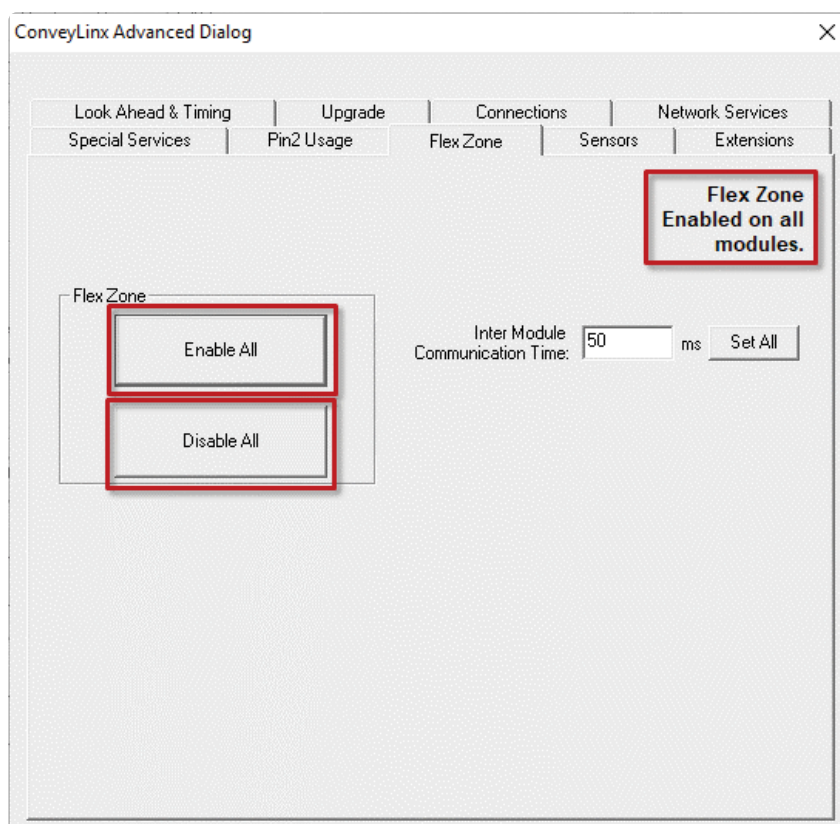 ConveyLinx Advanced Dialog
Look Ahead & Timing
Upgrade
Connections
Network Services
Special Services
Pin2 Usage
Flex Zone
Sensors
Extensions
Flex Zone
Enabled on all
modules.
Flex Zone
Enable All
Disable All
Inter Module
Communication Time:
50
ms
Set All